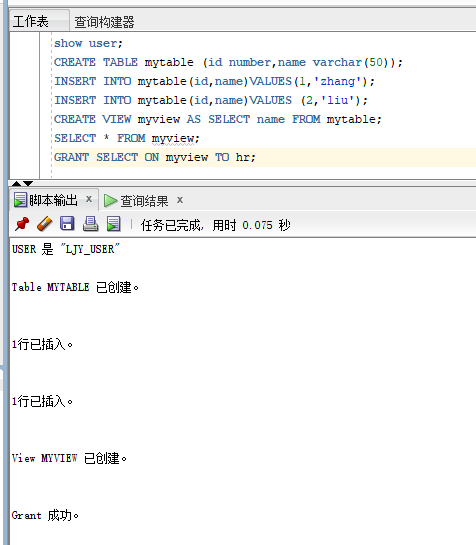 工作表 查询构建器
show user;
CREATE TABLE mytable (id number,name varchar(50));
INSERT INTO mytable(id,name)VALUES(1,'zhang');
INSERT INTO mytable(id,name)VALUES (2,'liu');
CREATE VIEW myview AS SELECT name FROM mytable;
SELECT * FROM myview;
GRANT SELECT ON myview TO hr;
脚本输出 x 查询结果 x
任务已完成, 用时 0.075 秒
USER 是 "LJY_USER"
Table MYTABLE 已创建。
1行已插入。
1行已插入。
View MYVIEW 已创建。
Grant 成功。